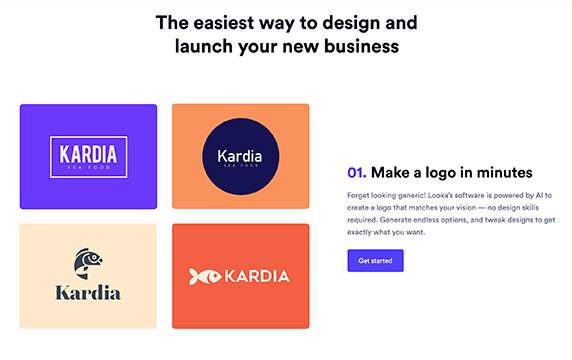 The easiest way to design and
launch your new business
KARDIA
SEA FOOD
Kardia
SEA FOOD
Kardia
KARDIA
01. Make a logo in minutes
Forget looking generic! Looka's software is powered by AI to
create a logo that matches your vision — no design skills
required. Generate endless options, and tweak designs to get
exactly what you want.
Get started